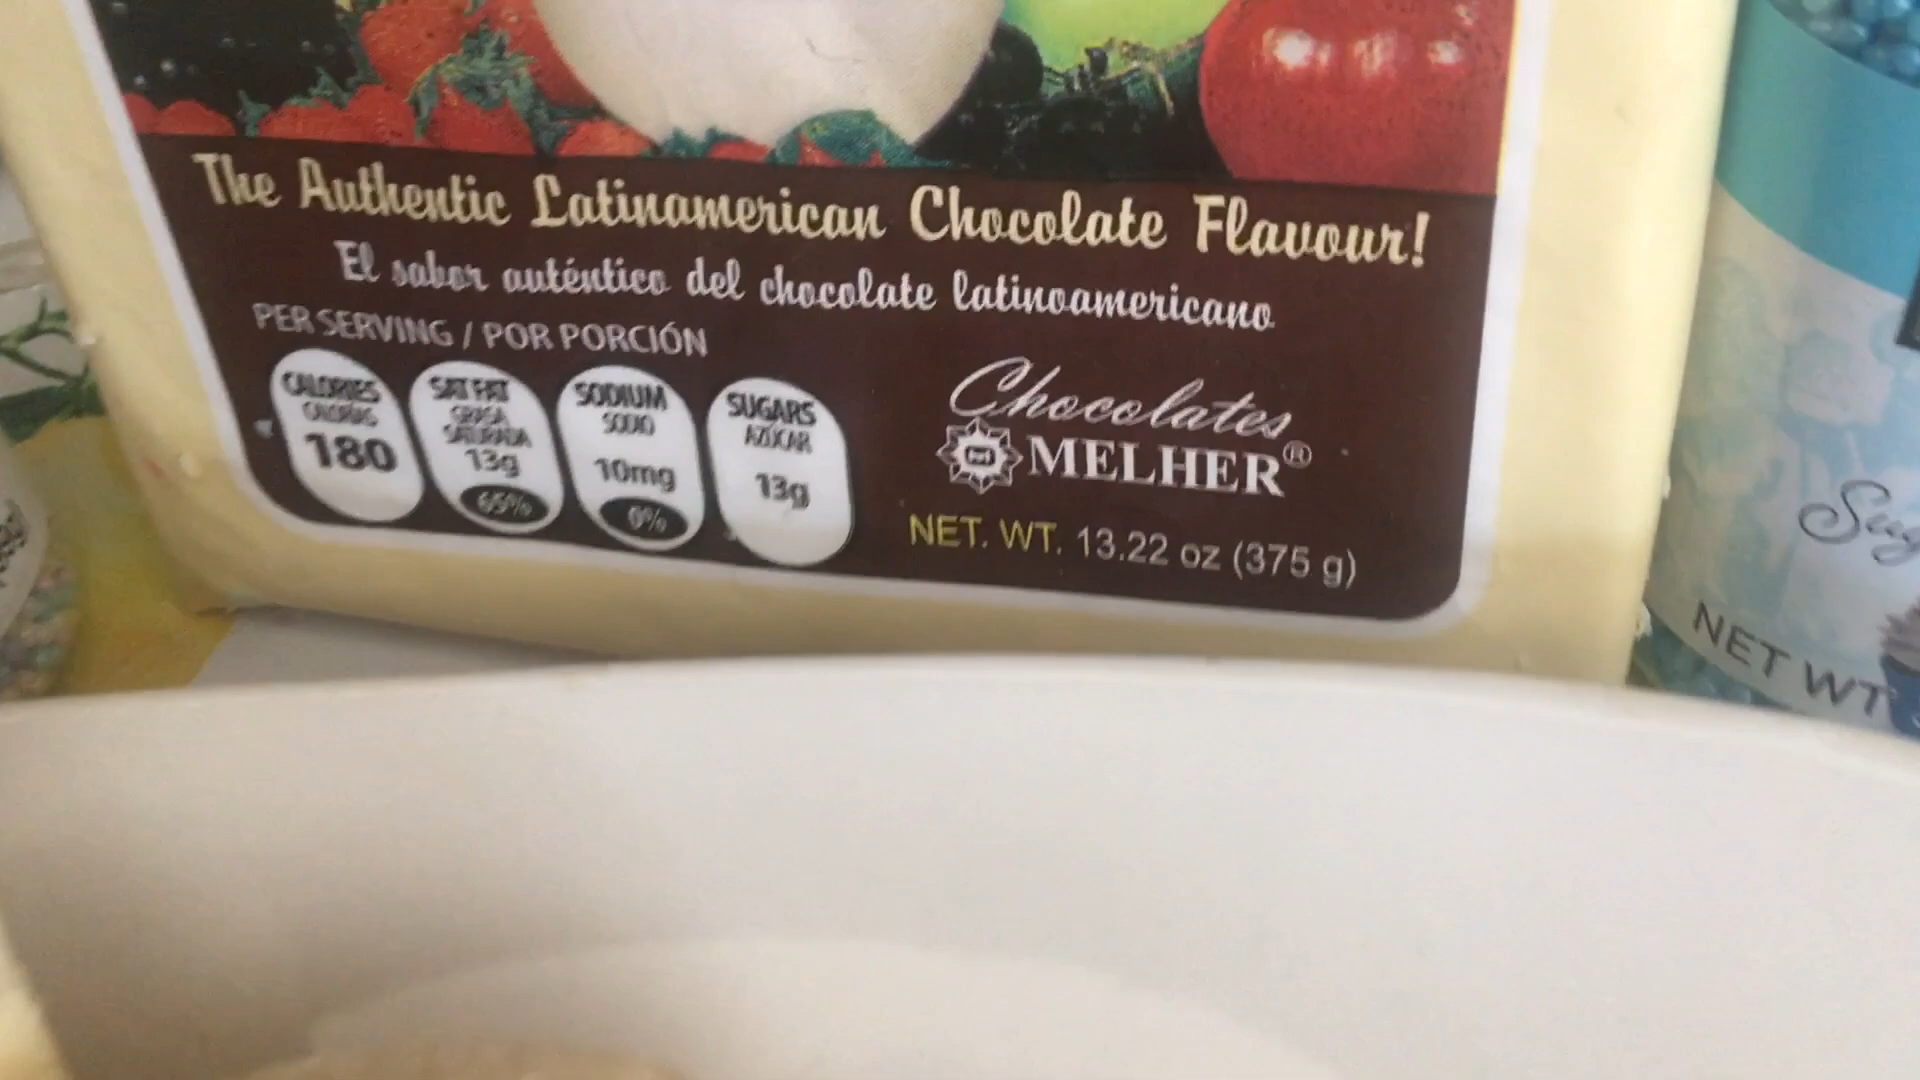 The Authentic Latinamerican Chocolate Flavour!
El sabor auténtico del chocolate latinoamericano
PER SERVING / POR PORCIÓN
CALORIES
CALORÍAS
180
SAT FAT
GRASA
SATURADA
13g
65%
SODIUM
SODIO
10mg
0%
SUGARS
AZÚCAR
13g
Chocolates
MELHER®
NET. WT. 13.22 oz (375 g)
Sug
NET WT